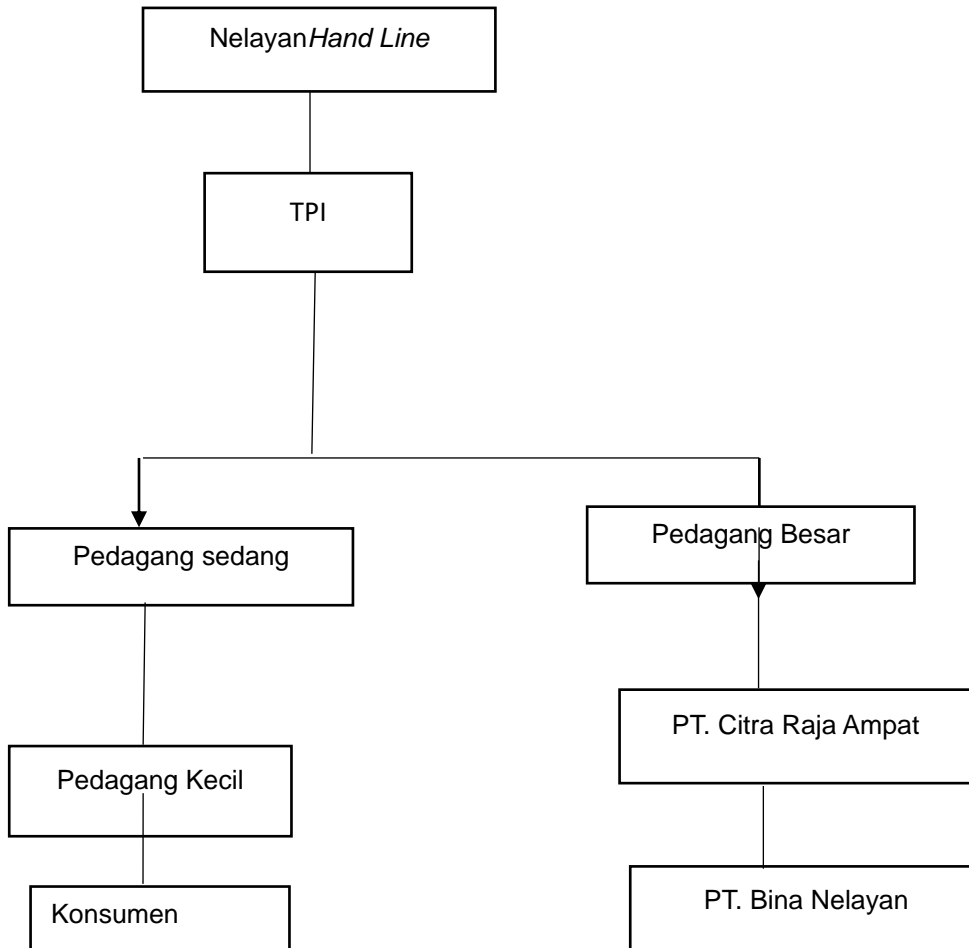 Nelayan Hand Line
TPI
Pedagang sedang
Pedagang Besar
PT. Citra Raja Ampat
Pedagang Kecil
PT. Bina Nelayan
Konsumen